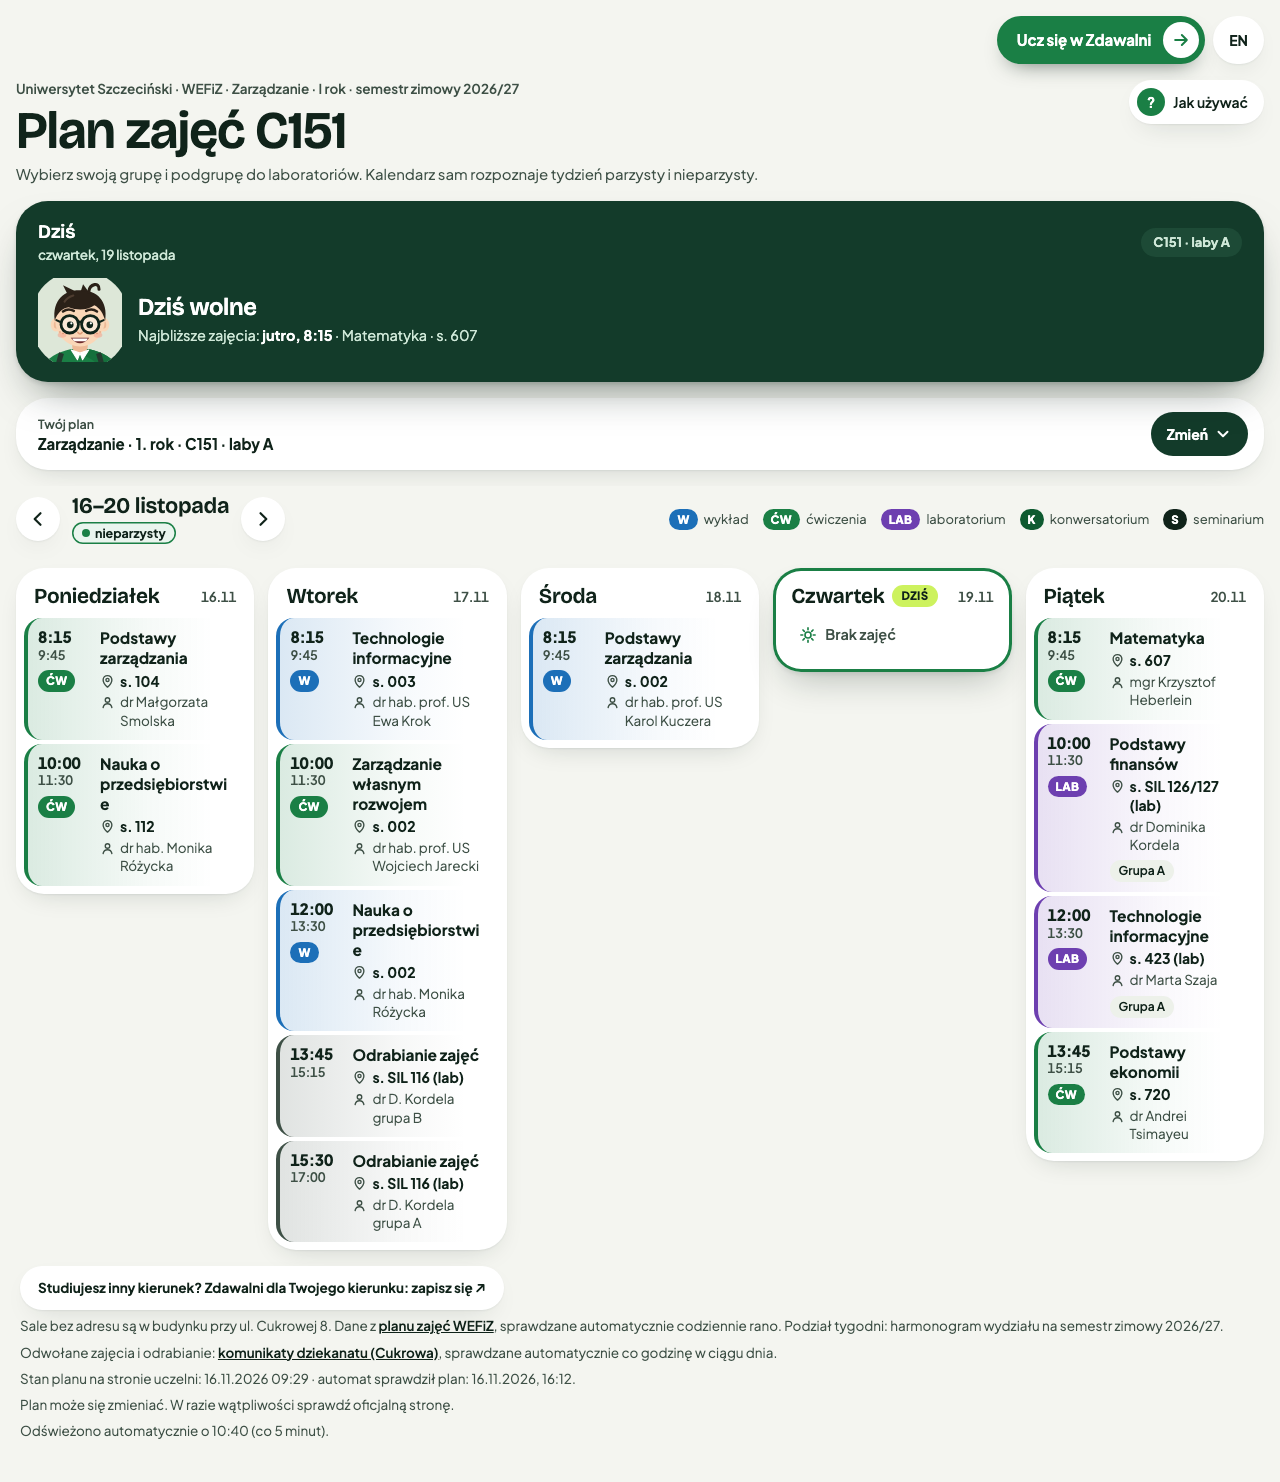 Ucz się w Zdawalni
EN
Uniwersytet Szczeciński · WEFiZ · Zarządzanie · I rok · semestr zimowy 2026/27
? Jak używać
Plan zajęć C151
Wybierz swoją grupę i podgrupę do laboratoriów. Kalendarz sam rozpoznaje tydzień parzysty i nieparzysty.
Dziś
czwartek, 19 listopada
C151 · laby A
Dziś wolne
Najbliższe zajęcia: jutro, 8:15 · Matematyka · s. 607
Twój plan
Zarządzanie · 1. rok · C151 · laby A
Zmień
16–20 listopada
nieparzysty
W wykład
ĆW ćwiczenia
LAB laboratorium
K konwersatorium
S seminarium
Poniedziałek 16.11
8:15
9:45
ĆW
Podstawy
zarządzania
s. 104
dr Małgorzata
Smolska
10:00
11:30
ĆW
Nauka o
przedsiębiorstwi
e
s. 112
dr hab. Monika
Różycka
Wtorek 17.11
8:15
9:45
W
Technologie
informacyjne
s. 003
dr hab. prof. US
Ewa Krok
10:00
11:30
ĆW
Zarządzanie
własnym
rozwojem
s. 002
dr hab. prof. US
Wojciech Jarecki
12:00
13:30
W
Nauka o
przedsiębiorstwi
e
s. 002
dr hab. Monika
Różycka
13:45
15:15
Odrabianie zajęć
s. SIL 116 (lab)
dr D. Kordela
grupa B
15:30
17:00
Odrabianie zajęć
s. SIL 116 (lab)
dr D. Kordela
grupa A
Środa 18.11
8:15
9:45
W
Podstawy
zarządzania
s. 002
dr hab. prof. US
Karol Kuczera
Czwartek DZIŚ 19.11
Brak zajęć
Piątek 20.11
8:15
9:45
ĆW
Matematyka
s. 607
mgr Krzysztof
Heberlein
10:00
11:30
LAB
Podstawy
finansów
s. SIL 126/127
(lab)
dr Dominika
Kordela
Grupa A
12:00
13:30
LAB
Technologie
informacyjne
s. 423 (lab)
dr Marta Szaja
Grupa A
13:45
15:15
ĆW
Podstawy
ekonomii
s. 720
dr Andrei
Tsimayeu
Studiujesz inny kierunek? Zdawalni dla Twojego kierunku: zapisz się ↗
Sale bez adresu są w budynku przy ul. Cukrowej 8. Dane z planu zajęć WEFiZ, sprawdzane automatycznie codziennie rano. Podział tygodni: harmonogram wydziału na semestr zimowy 2026/27.
Odwołane zajęcia i odrabianie: komunikaty dziekanatu (Cukrowa), sprawdzane automatycznie co godzinę w ciągu dnia.
Stan planu na stronie uczelni: 16.11.2026 09:29 · automat sprawdził plan: 16.11.2026, 16:12.
Plan może się zmieniać. W razie wątpliwości sprawdź oficjalną stronę.
Odświeżono automatycznie o 10:40 (co 5 minut).